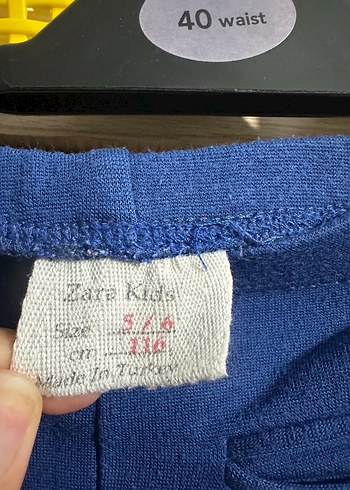 40 waist
Zara Kids
Size 5/6
cm 116
Made In Turkey